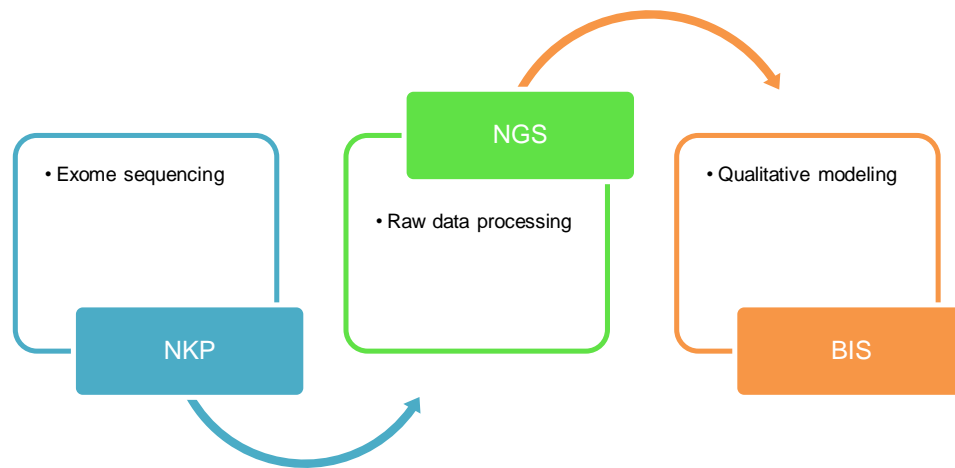 • Exome sequencing
NKP
NGS
• Raw data processing
• Qualitative modeling
BIS